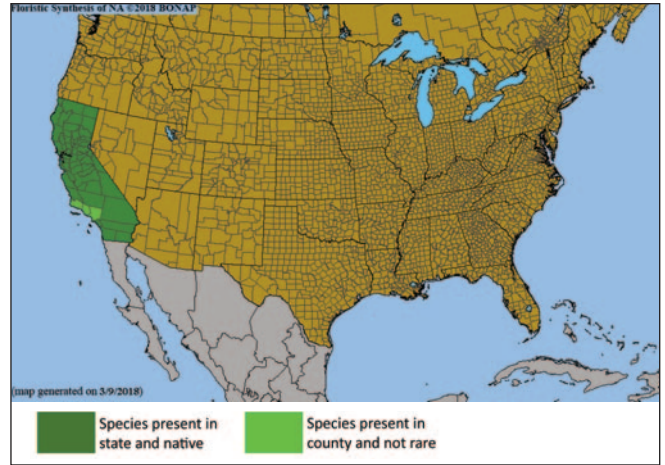 Floristic Synthesis of NA ©2018 BONAP
(map generated on 3/9/2018)
Species present in
state and native
Species present in
county and not rare